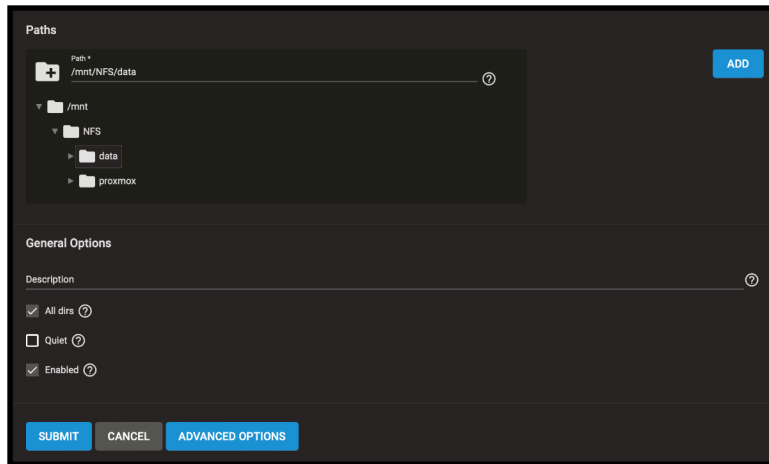 Paths
Path *
/mnt/NFS/data
ADD
/mnt
NFS
data
proxmox
General Options
Description
All dirs
Quiet
Enabled
SUBMIT CANCEL ADVANCED OPTIONS